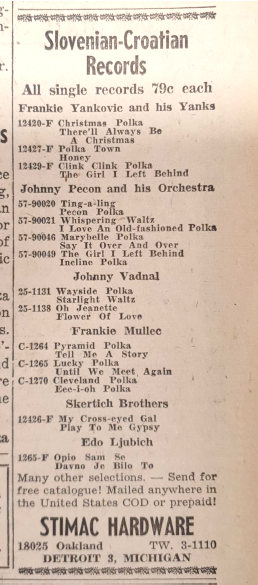 Slovenian-Croatian
Records
All single records 79c each
Frankie Yankovic and his Yanks
12420-F Christmas Polka
There'll Always Be
A Christmas
12427-F Polka Town
Honey
12429-F Clink Clink Polka
The Girl I Left Behind
Johnny Pecon and his Orchestra
57-90020 Ting-a-ling
Pecon Polka
57-90021 Whispering Waltz
I Love An Old-fashioned Polka
57-90046 Marybelle Polka
Say It Over And Over
57-90049 The Girl I Left Behind
Incline Polka
Johnny Vadnal
25-1131 Wayside Polka
Starlight Waltz
25-1138 Oh Jeanette
Flower Of Love
Frankie Mullec
C-1264 Pyramid Polka
Tell Me A Story
C-1265 Lucky Polka
Until We Meet Again
C-1270 Cleveland Polka
Eec-i-oh Polka
Skertich Brothers
12426-F My Cross-eyed Gal
Play To Me Gypsy
Edo Ljubich
1265-F Opio Sam Se
Davno Je Bilo To
Many other selections. — Send for
free catalogue! Mailed anywhere in
the United States COD or prepaid!
STIMAC HARDWARE
18025 Oakland TW. 3-1110
DETROIT 3, MICHIGAN